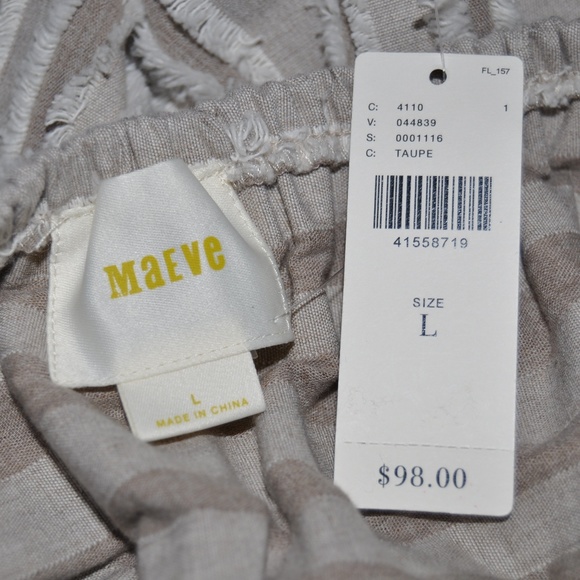 MaEVe
L
MADE IN CHINA
FL_157
C: 4110 1
V: 044839
S: 0001116
C: TAUPE
41558719
SIZE
L
$98.00